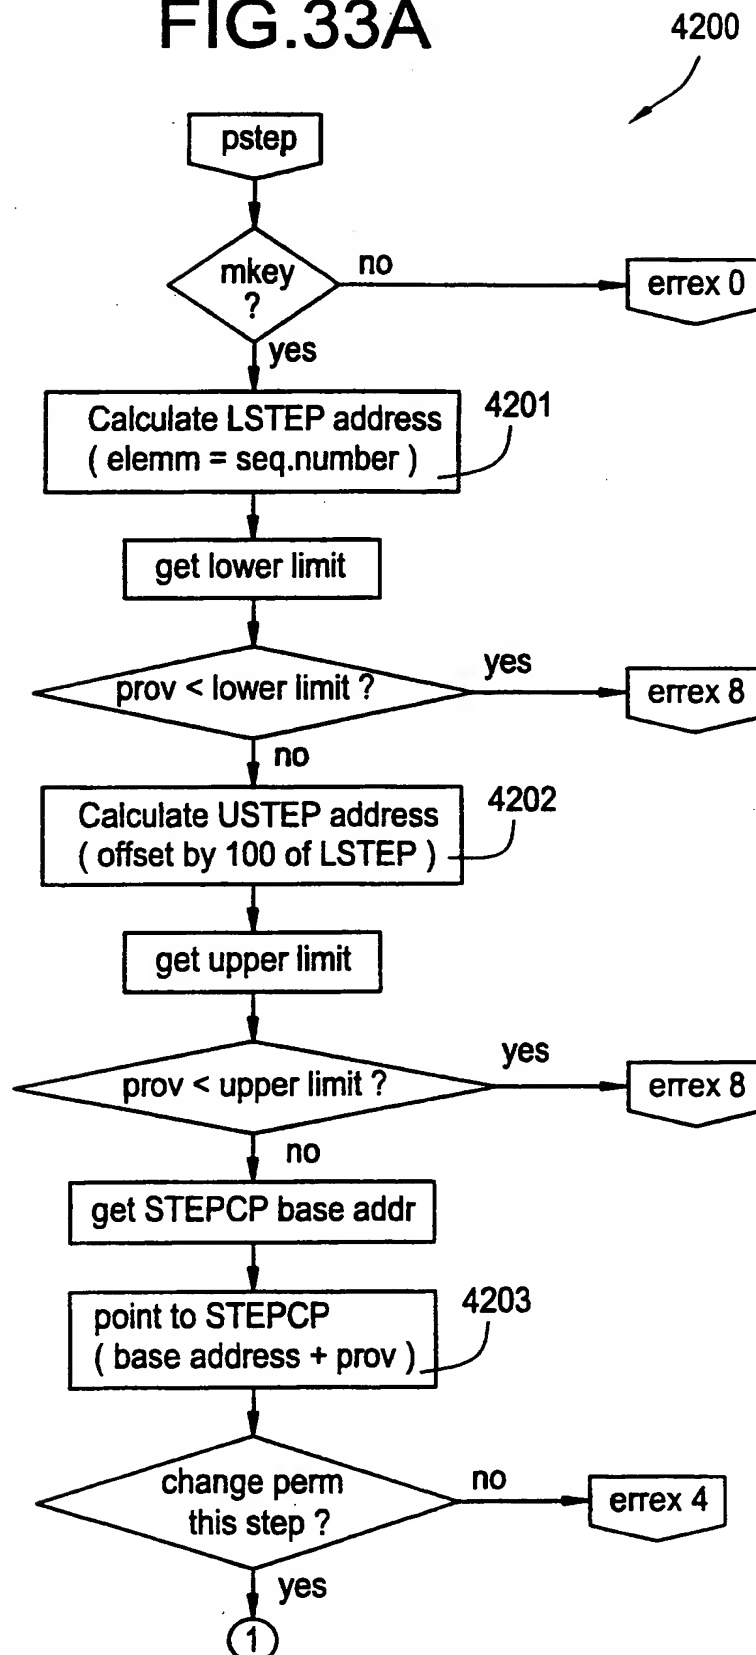 FIG.33A
4200
pstep
mkey
?
no
errex 0
yes
Calculate LSTEP address
( elemm = seq.number )
4201
get lower limit
prov < lower limit ?
yes
errex 8
no
Calculate USTEP address
( offset by 100 of LSTEP )
4202
get upper limit
prov < upper limit ?
yes
errex 8
no
get STEPCP base addr
point to STEPCP
( base address + prov )
4203
change perm
this step ?
no
errex 4
yes
1